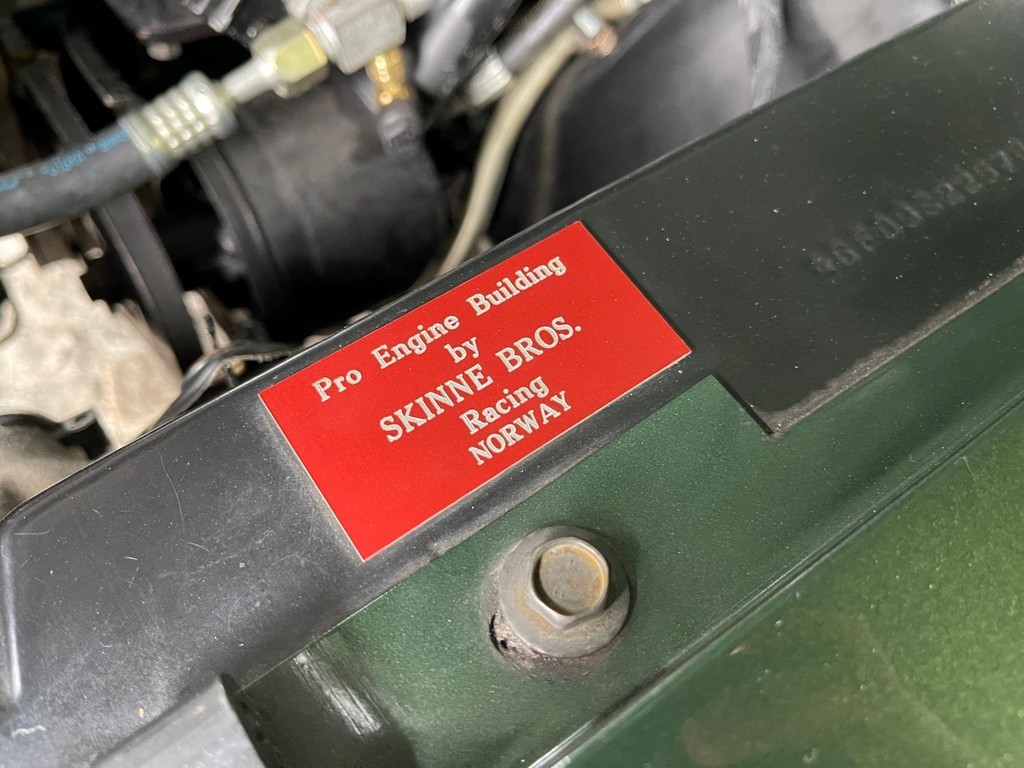 Pro Engine Building
by
SKINNE BROS.
Racing
NORWAY